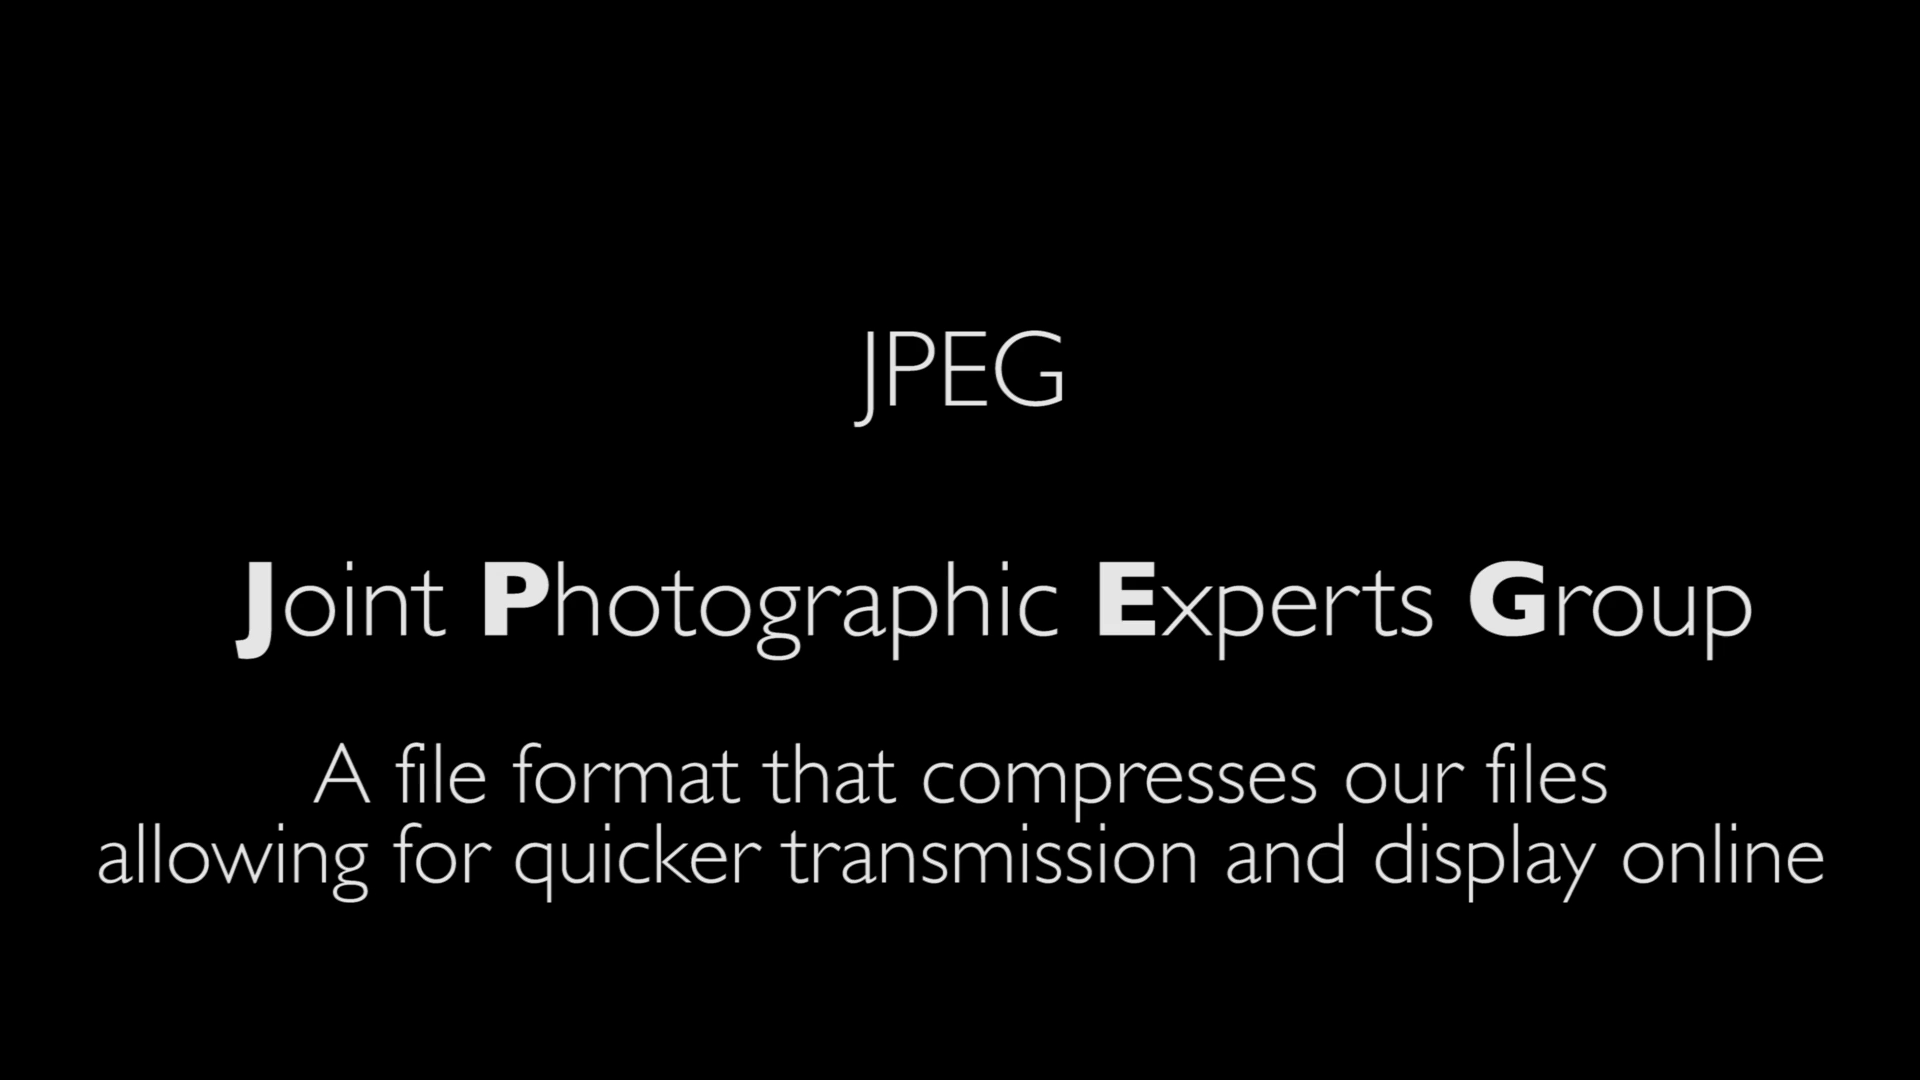 JPEG
Joint Photographic Experts Group
A file format that compresses our files
allowing for quicker transmission and display online